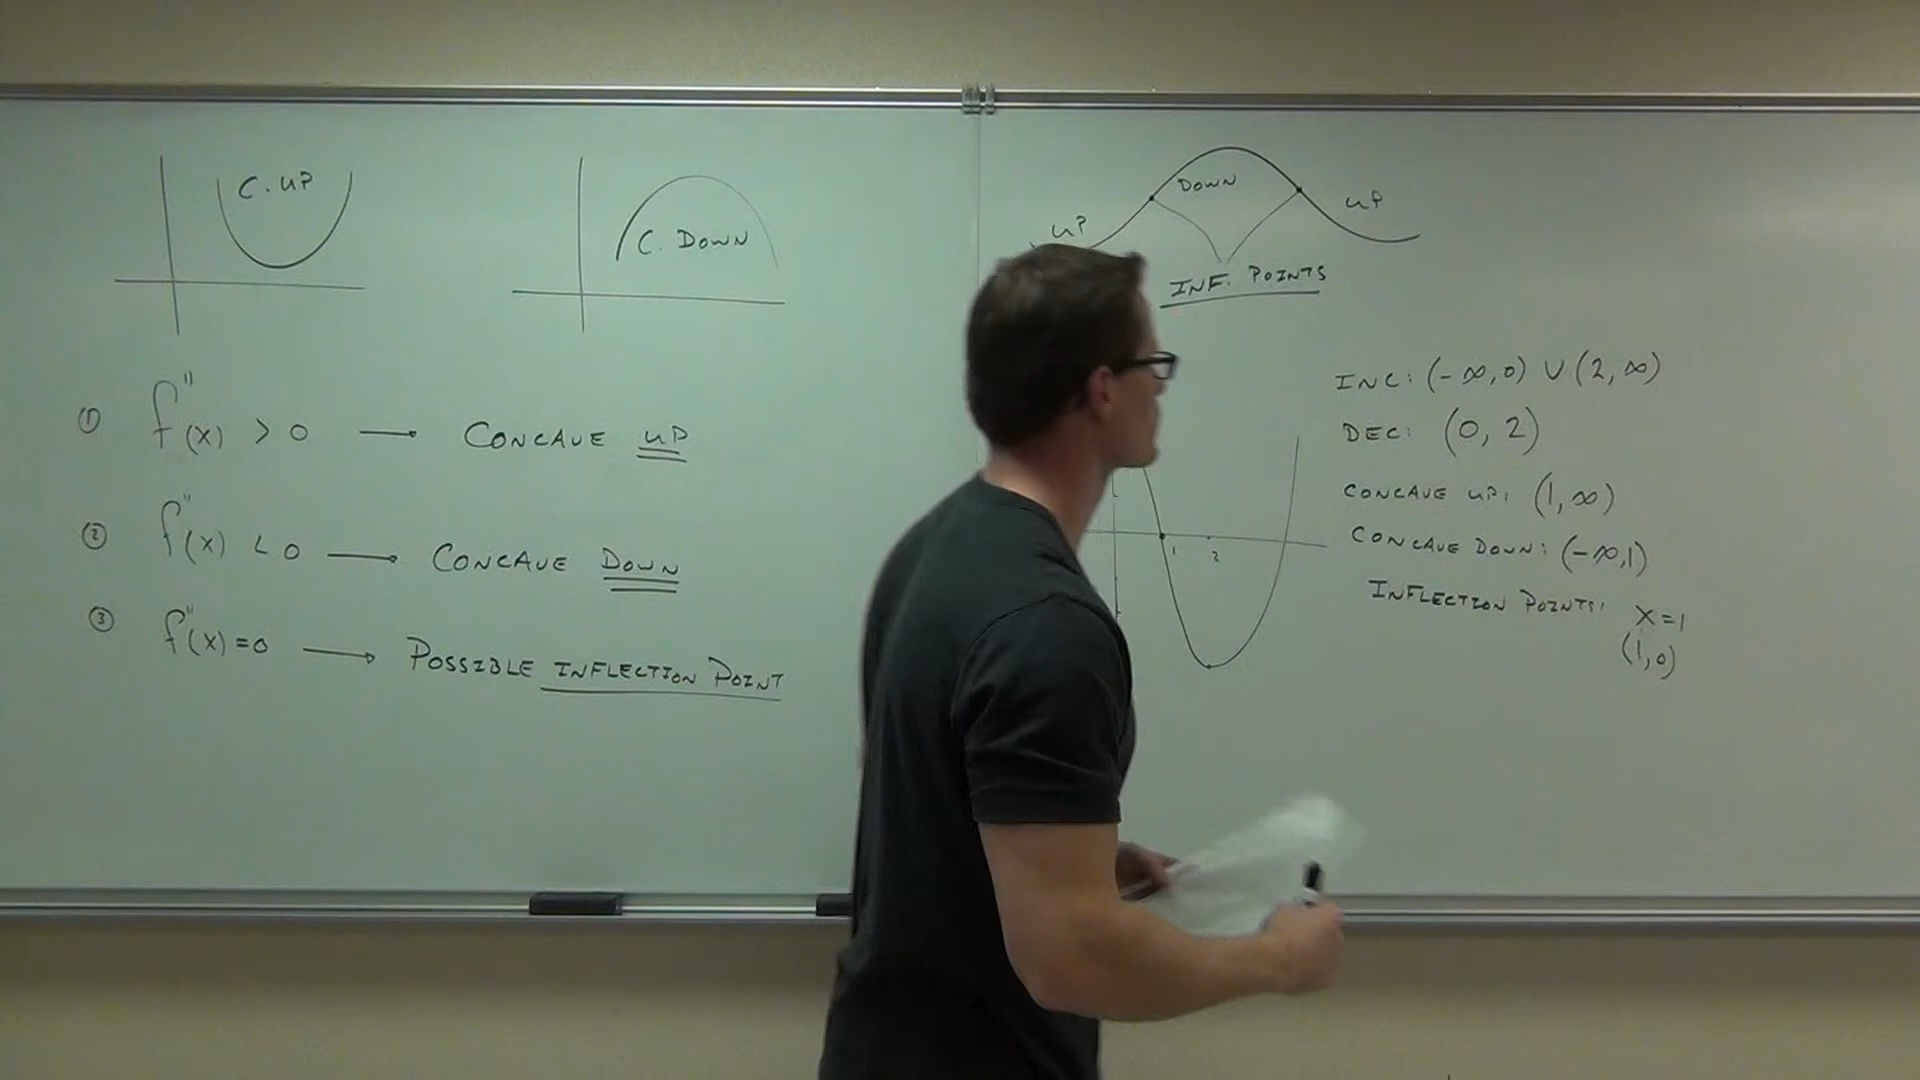 C. UP
C. DOWN
① f''(x) > 0 → CONCAVE UP
② f''(x) < 0 → CONCAVE DOWN
③ f''(x) = 0 → POSSIBLE INFLECTION POINT
UP DOWN UP
INF. POINTS
1 2
INC: (-∞,0) ∪ (2,∞)
DEC: (0, 2)
CONCAVE UP: (1,∞)
CONCAVE DOWN: (-∞,1)
INFLECTION POINTS: X=1
(1,0)